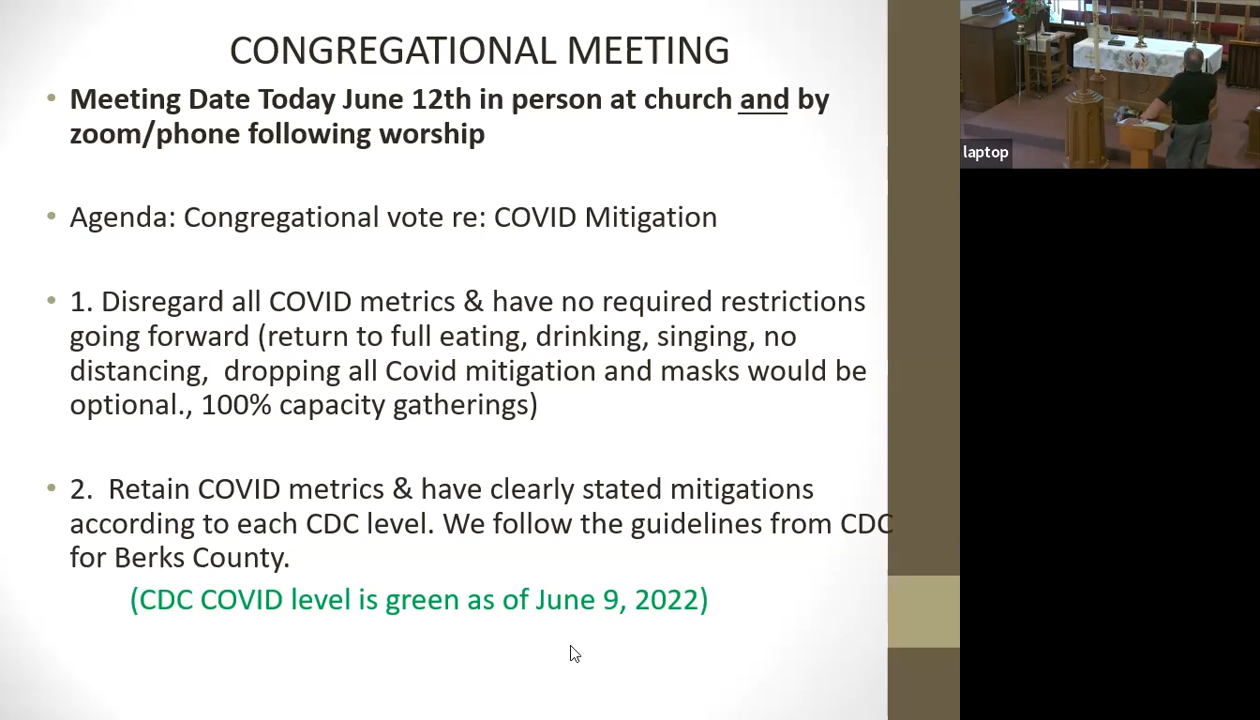 CONGREGATIONAL MEETING
• Meeting Date Today June 12th in person at church and by
zoom/phone following worship
• Agenda: Congregational vote re: COVID Mitigation
• 1. Disregard all COVID metrics & have no required restrictions
going forward (return to full eating, drinking, singing, no
distancing,  dropping all Covid mitigation and masks would be
optional., 100% capacity gatherings)
• 2.  Retain COVID metrics & have clearly stated mitigations
according to each CDC level. We follow the guidelines from CDC
for Berks County.
(CDC COVID level is green as of June 9, 2022)
laptop